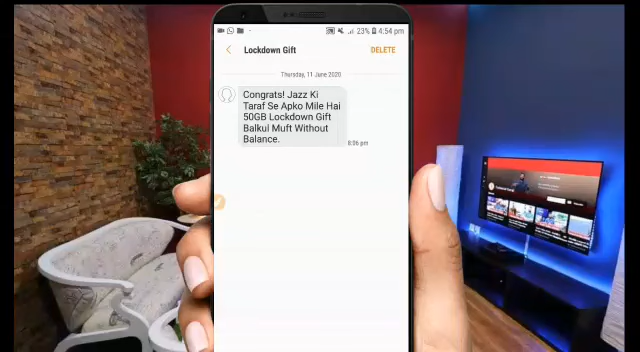 23% 4:54 pm
Lockdown Gift
DELETE
Thursday, 11 June 2020
Congrats! Jazz Ki
Taraf Se Apko Mile Hai
50GB Lockdown Gift
Balkul Muft Without
Balance.
8:06 pm